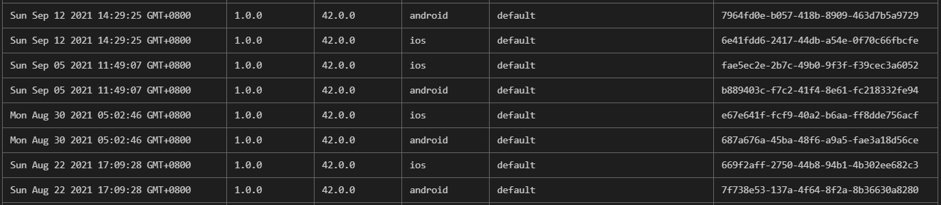 Sun Sep 12 2021 14:29:25 GMT+0800 1.0.0 42.0.0 android default 7964fd0e-b057-418b-8909-463d7b5a9729
Sun Sep 12 2021 14:29:25 GMT+0800 1.0.0 42.0.0 ios default 6e41fdd6-2417-44db-a54e-0f70c66fbcfe
Sun Sep 05 2021 11:49:07 GMT+0800 1.0.0 42.0.0 ios default fae5ec2e-2b7c-49b0-9f3f-f39cec3a6052
Sun Sep 05 2021 11:49:07 GMT+0800 1.0.0 42.0.0 android default b889403c-f7c2-41f4-8e61-fc218332fe94
Mon Aug 30 2021 05:02:46 GMT+0800 1.0.0 42.0.0 ios default e67e641f-fcf9-40a2-b6aa-ff8dde756acf
Mon Aug 30 2021 05:02:46 GMT+0800 1.0.0 42.0.0 android default 687a676a-45ba-48f6-a9a5-fae3a18d56ce
Sun Aug 22 2021 17:09:28 GMT+0800 1.0.0 42.0.0 ios default 669f2aff-2750-44b8-94b1-4b302ee682c3
Sun Aug 22 2021 17:09:28 GMT+0800 1.0.0 42.0.0 android default 7f738e53-137a-4f64-8f2a-8b36630a8280